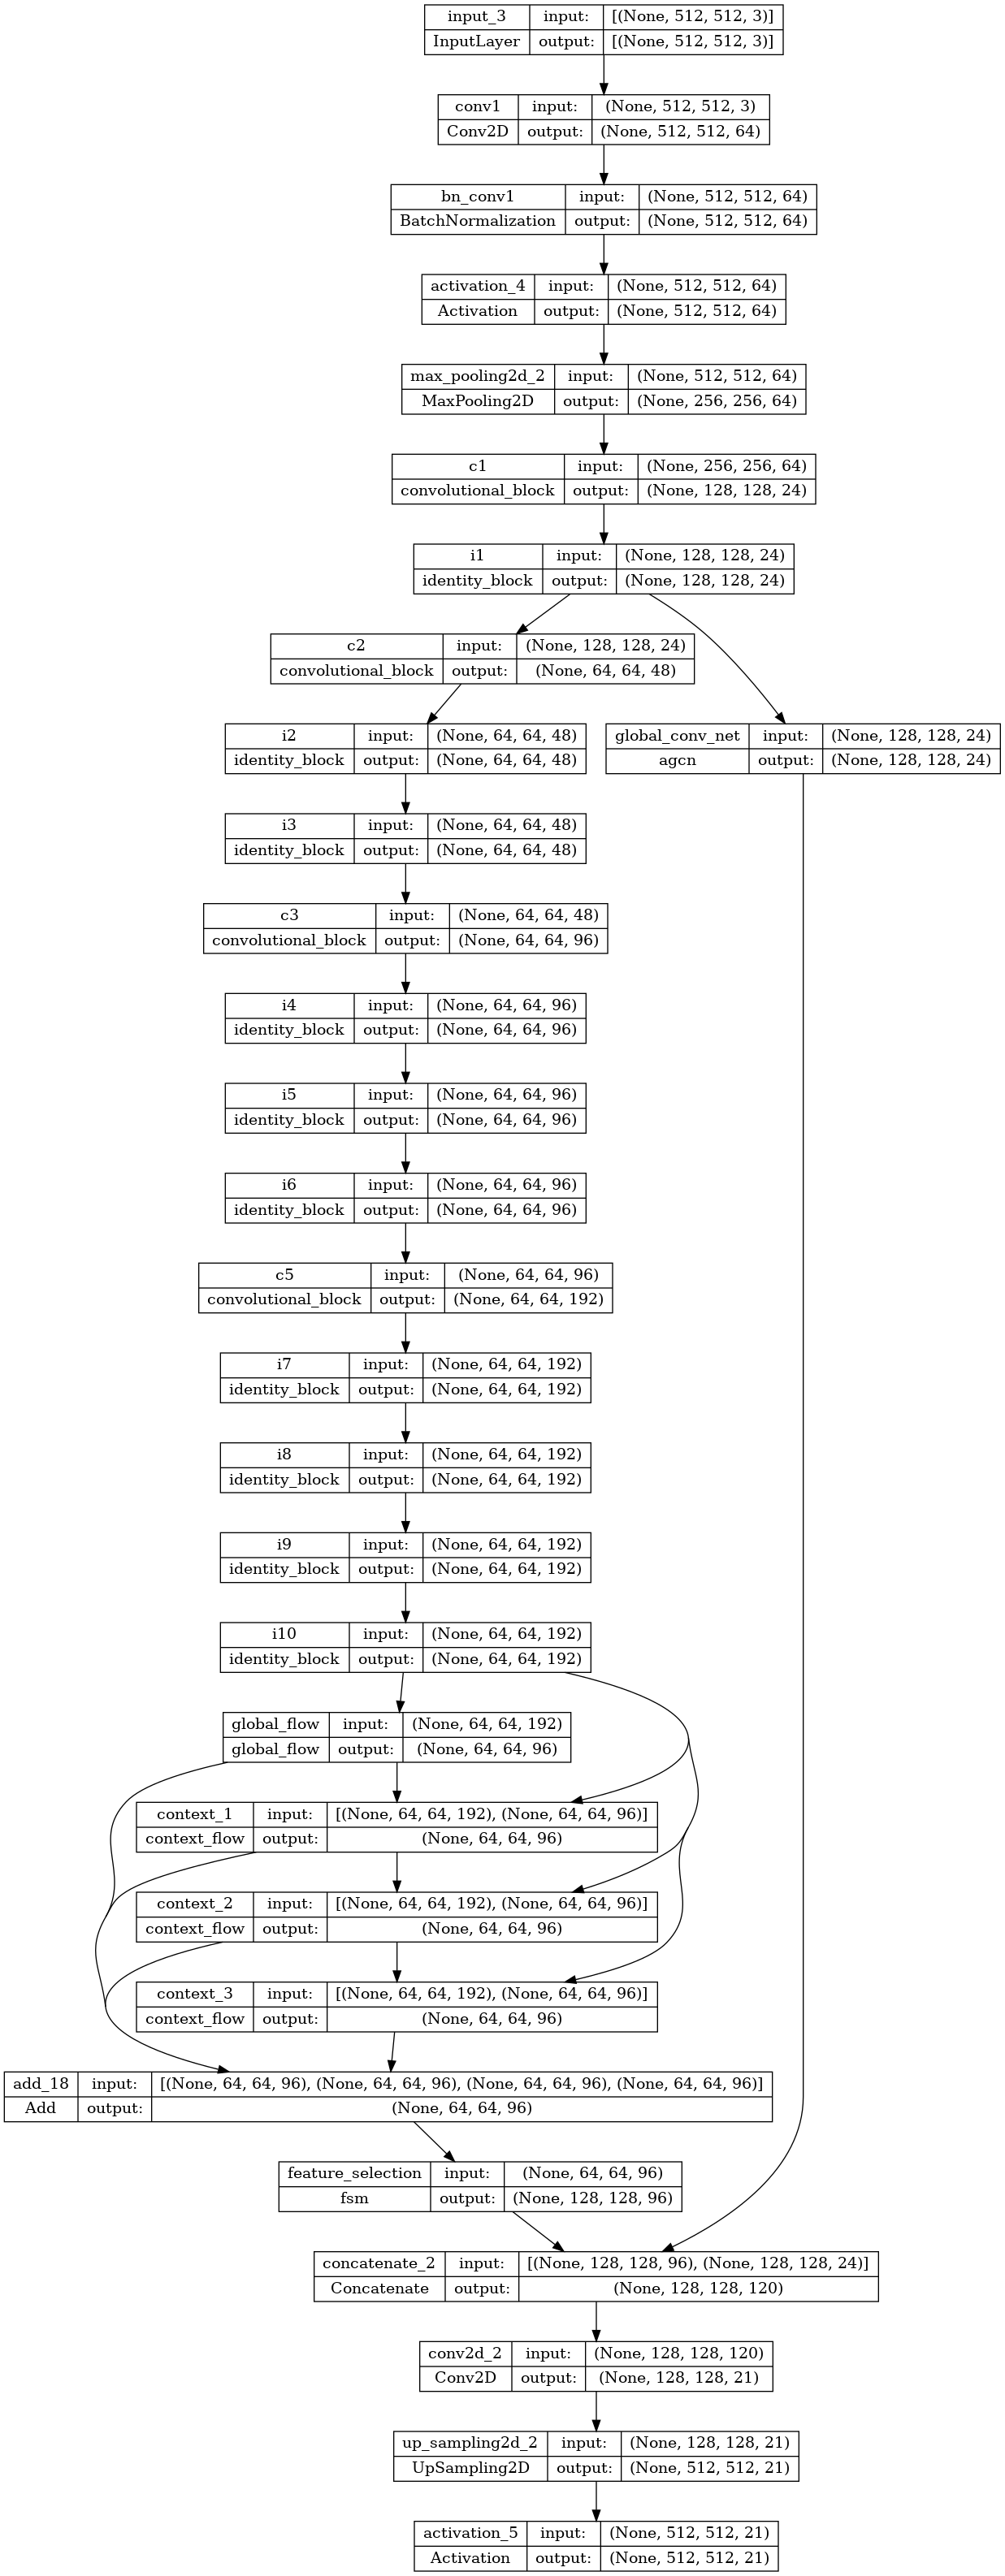 input_3 input: [(None, 512, 512, 3)]
InputLayer output: [(None, 512, 512, 3)]
conv1 input: (None, 512, 512, 3)
Conv2D output: (None, 512, 512, 64)
bn_conv1 input: (None, 512, 512, 64)
BatchNormalization output: (None, 512, 512, 64)
activation_4 input: (None, 512, 512, 64)
Activation output: (None, 512, 512, 64)
max_pooling2d_2 input: (None, 512, 512, 64)
MaxPooling2D output: (None, 256, 256, 64)
c1 input: (None, 256, 256, 64)
convolutional_block output: (None, 128, 128, 24)
i1 input: (None, 128, 128, 24)
identity_block output: (None, 128, 128, 24)
c2 input: (None, 128, 128, 24)
convolutional_block output: (None, 64, 64, 48)
i2 input: (None, 64, 64, 48)
identity_block output: (None, 64, 64, 48)
global_conv_net input: (None, 128, 128, 24)
agcn output: (None, 128, 128, 24)
i3 input: (None, 64, 64, 48)
identity_block output: (None, 64, 64, 48)
c3 input: (None, 64, 64, 48)
convolutional_block output: (None, 64, 64, 96)
i4 input: (None, 64, 64, 96)
identity_block output: (None, 64, 64, 96)
i5 input: (None, 64, 64, 96)
identity_block output: (None, 64, 64, 96)
i6 input: (None, 64, 64, 96)
identity_block output: (None, 64, 64, 96)
c5 input: (None, 64, 64, 96)
convolutional_block output: (None, 64, 64, 192)
i7 input: (None, 64, 64, 192)
identity_block output: (None, 64, 64, 192)
i8 input: (None, 64, 64, 192)
identity_block output: (None, 64, 64, 192)
i9 input: (None, 64, 64, 192)
identity_block output: (None, 64, 64, 192)
i10 input: (None, 64, 64, 192)
identity_block output: (None, 64, 64, 192)
global_flow input: (None, 64, 64, 192)
global_flow output: (None, 64, 64, 96)
context_1 input: [(None, 64, 64, 192), (None, 64, 64, 96)]
context_flow output: (None, 64, 64, 96)
context_2 input: [(None, 64, 64, 192), (None, 64, 64, 96)]
context_flow output: (None, 64, 64, 96)
context_3 input: [(None, 64, 64, 192), (None, 64, 64, 96)]
context_flow output: (None, 64, 64, 96)
add_18 input: [(None, 64, 64, 96), (None, 64, 64, 96), (None, 64, 64, 96), (None, 64, 64, 96)]
Add output: (None, 64, 64, 96)
feature_selection input: (None, 64, 64, 96)
fsm output: (None, 128, 128, 96)
concatenate_2 input: [(None, 128, 128, 96), (None, 128, 128, 24)]
Concatenate output: (None, 128, 128, 120)
conv2d_2 input: (None, 128, 128, 120)
Conv2D output: (None, 128, 128, 21)
up_sampling2d_2 input: (None, 128, 128, 21)
UpSampling2D output: (None, 512, 512, 21)
activation_5 input: (None, 512, 512, 21)
Activation output: (None, 512, 512, 21)